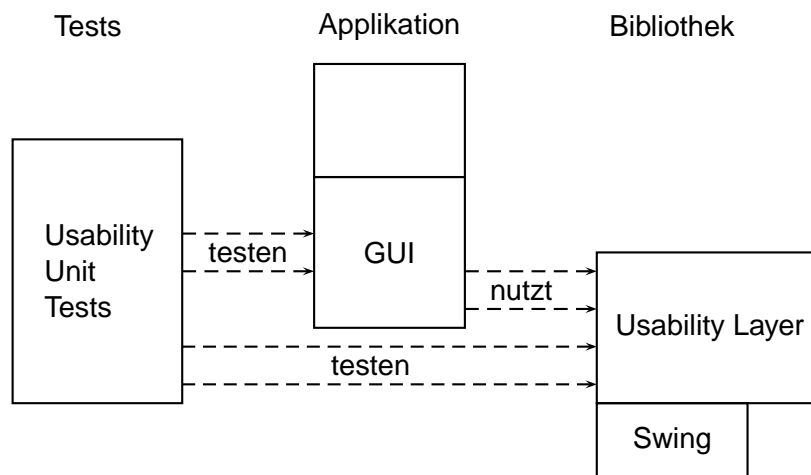 Tests
Applikation
Bibliothek
Usability
Unit
Tests
testen
GUI
nutzt
Usability Layer
testen
Swing